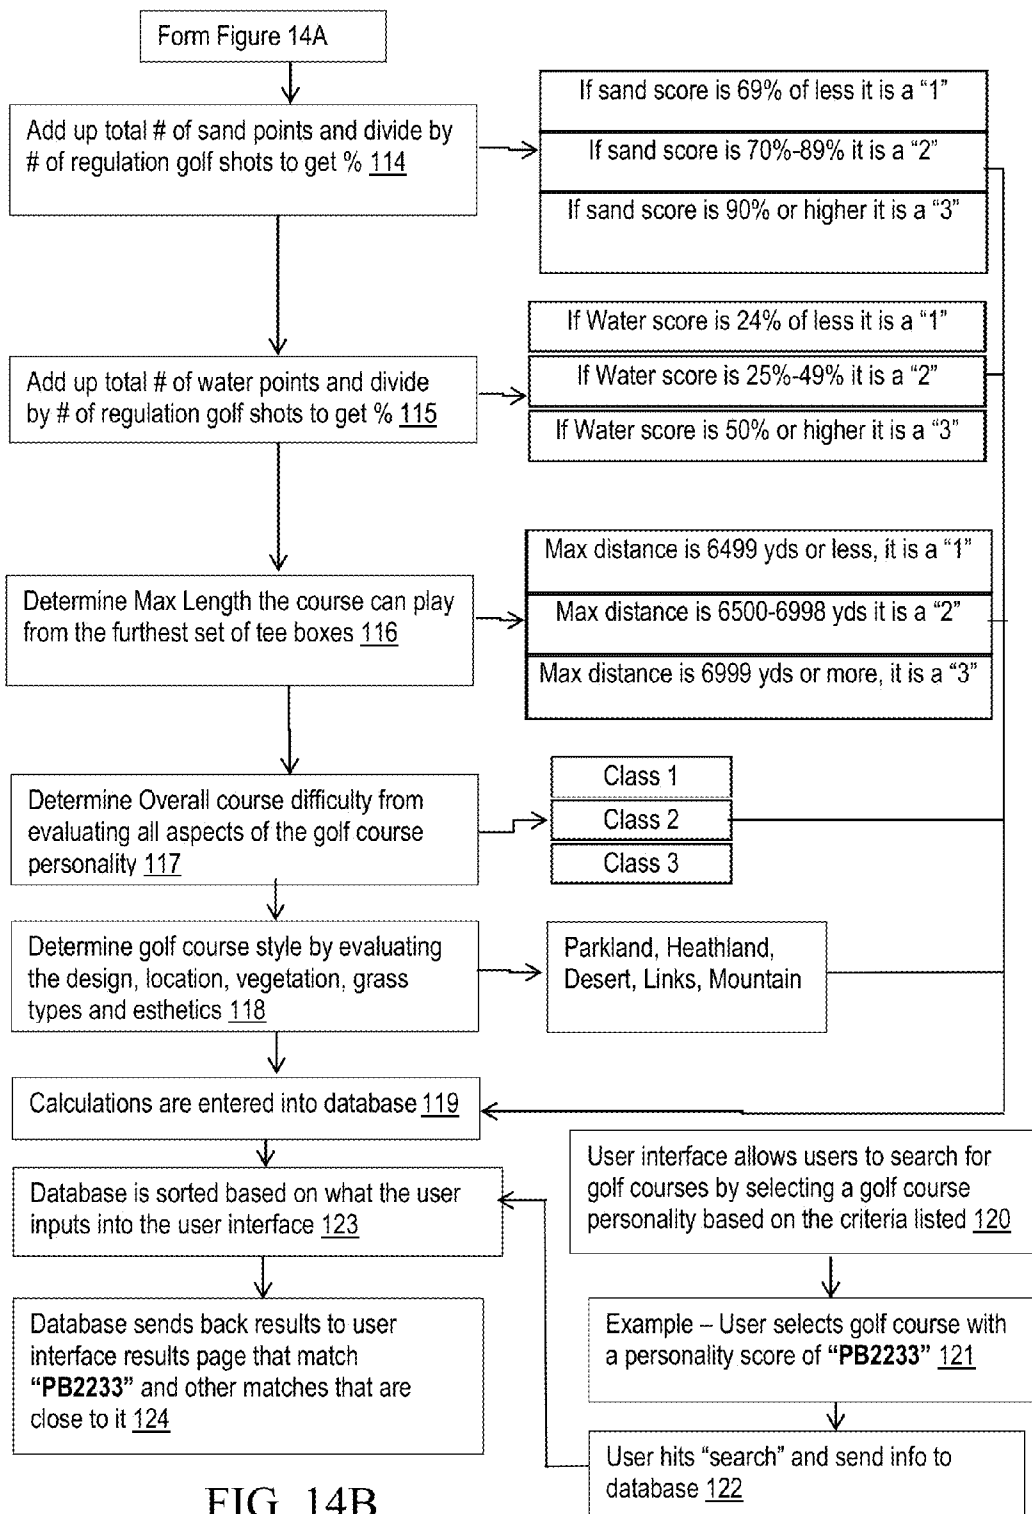 Form Figure 14A
Add up total # of sand points and divide by
# of regulation golf shots to get % 114
If sand score is 69% of less it is a “1”
If sand score is 70%-89% it is a “2”
If sand score is 90% or higher it is a “3”
Add up total # of water points and divide
by # of regulation golf shots to get % 115
If Water score is 24% of less it is a “1”
If Water score is 25%-49% it is a “2”
If Water score is 50% or higher it is a “3”
Determine Max Length the course can play
from the furthest set of tee boxes 116
Max distance is 6499 yds or less, it is a “1”
Max distance is 6500-6998 yds it is a “2”
Max distance is 6999 yds or more, it is a “3”
Determine Overall course difficulty from
evaluating all aspects of the golf course
personality 117
Class 1
Class 2
Class 3
Determine golf course style by evaluating
the design, location, vegetation, grass
types and esthetics 118
Parkland, Heathland,
Desert, Links, Mountain
Calculations are entered into database 119
User interface allows users to search for
golf courses by selecting a golf course
personality based on the criteria listed 120
Example – User selects golf course with
a personality score of “PB2233” 121
User hits “search” and send info to
database 122
Database is sorted based on what the user
inputs into the user interface 123
Database sends back results to user
interface results page that match
“PB2233” and other matches that are
close to it 124
FIG. 14B